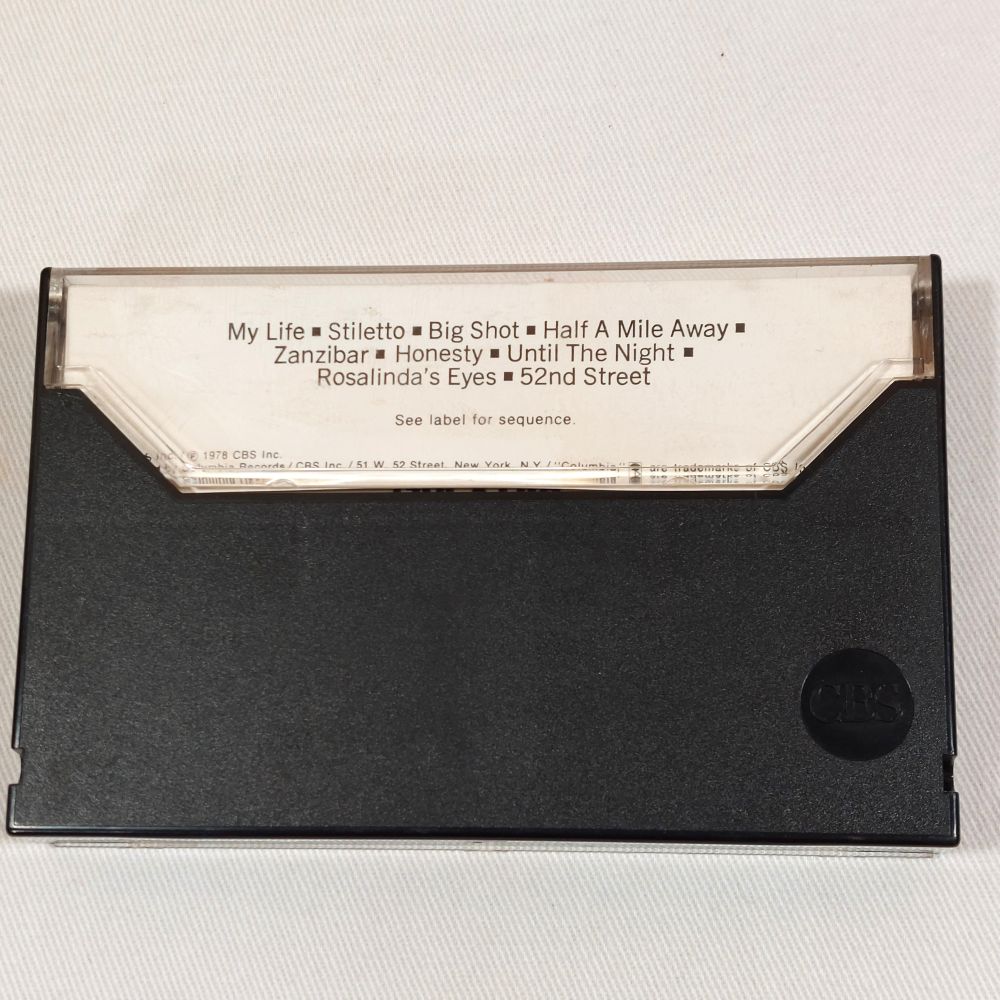 My Life ▪ Stiletto ▪ Big Shot ▪ Half A Mile Away ▪
Zanzibar ▪ Honesty ▪ Until The Night ▪
Rosalinda's Eyes ▪ 52nd Street
See label for sequence.
Inc./℗ 1978 CBS Inc.
Columbia Records/CBS Inc./51 W. 52 Street, New York, N.Y./"Columbia," are trademarks of CBS
CBS